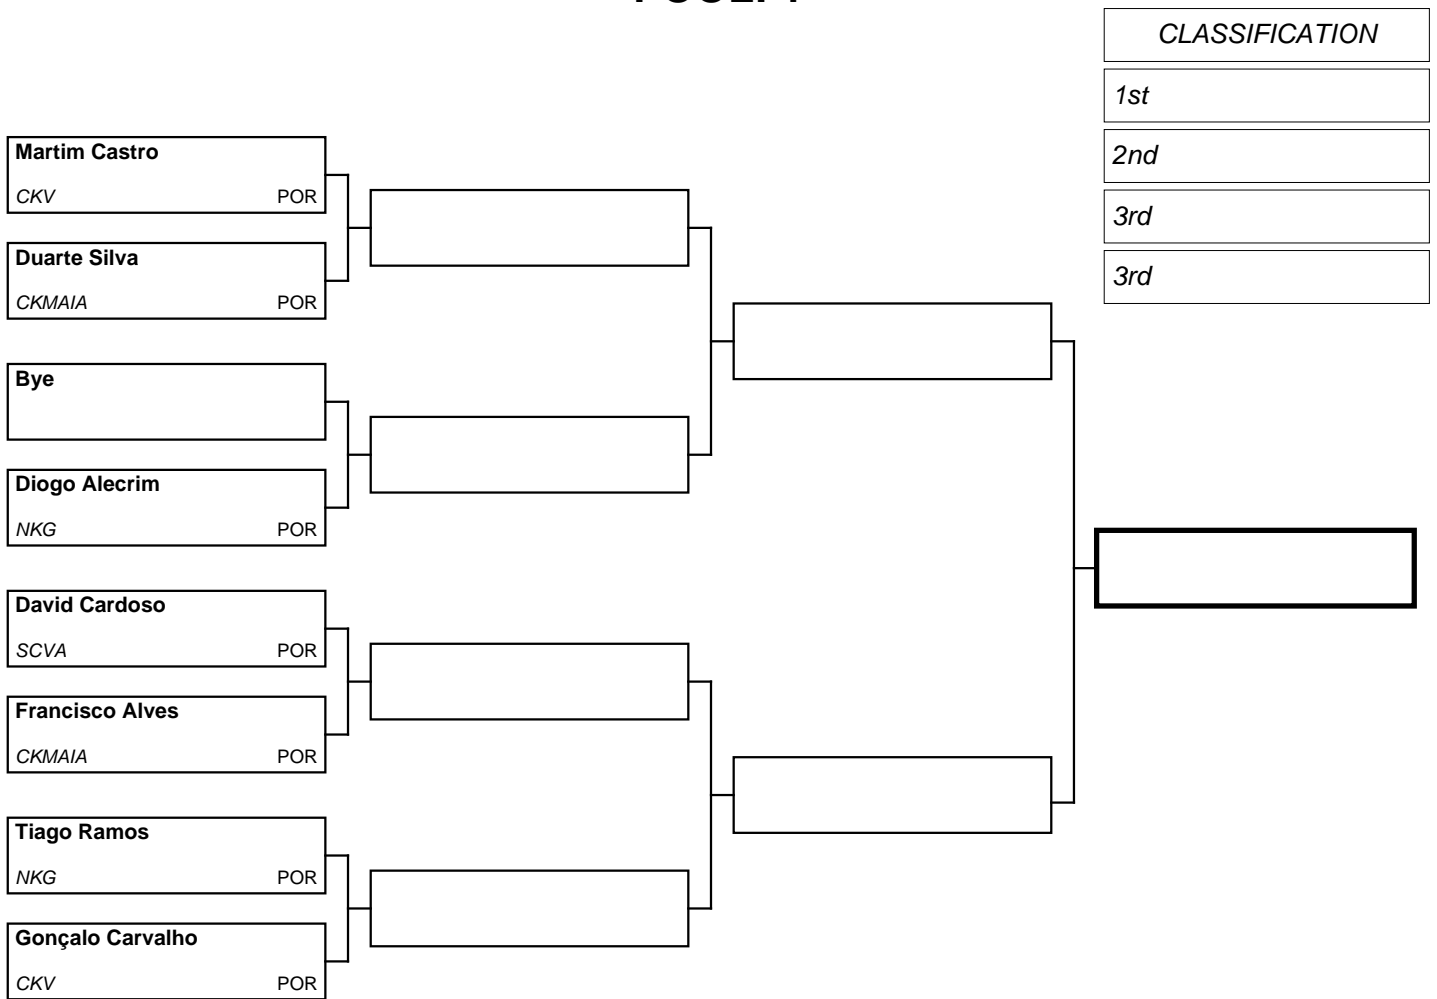 CLASSIFICATION
1st
2nd
3rd
3rd
Martim Castro
CKV POR
Duarte Silva
CKMAIA POR
Bye
Diogo Alecrim
NKG POR
David Cardoso
SCVA POR
Francisco Alves
CKMAIA POR
Tiago Ramos
NKG POR
Gonçalo Carvalho
CKV POR